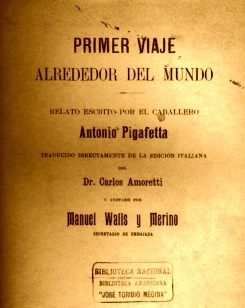 PRIMER VIAJE
ALREDEDOR DEL MUNDO
RELATO ESCRITO POR EL CABALLERO
Antonio Pigafetta
TRADUCIDO DIRECTAMENTE DE LA EDICIÓN ITALIANA
DEL
Dr. Carlos Amoretti
Y ANOTADO POR
Manuel Walls y Merino
SECRETARIO DE EMBAJADA
BIBLIOTECA NACIONAL
BIBLIOTECA AMERICANA
"JOSÉ TORIBIO MEDINA"